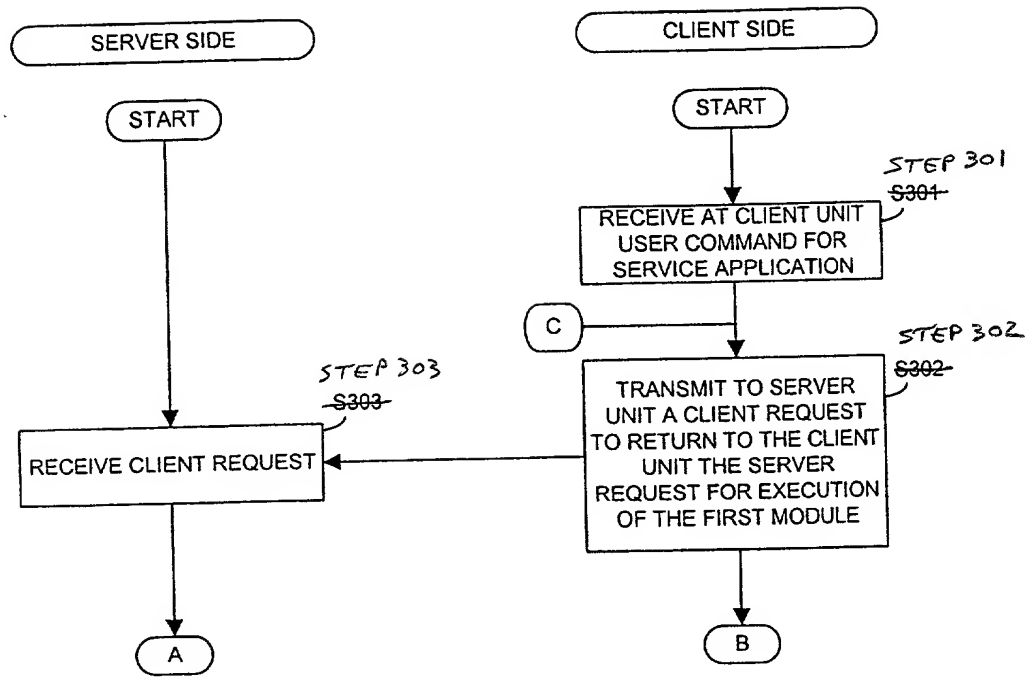 SERVER SIDE
CLIENT SIDE
START
START
STEP 301
S301
RECEIVE AT CLIENT UNIT
USER COMMAND FOR
SERVICE APPLICATION
C
STEP 302
S302
TRANSMIT TO SERVER
UNIT A CLIENT REQUEST
TO RETURN TO THE CLIENT
UNIT THE SERVER
REQUEST FOR EXECUTION
OF THE FIRST MODULE
STEP 303
S303
RECEIVE CLIENT REQUEST
A
B